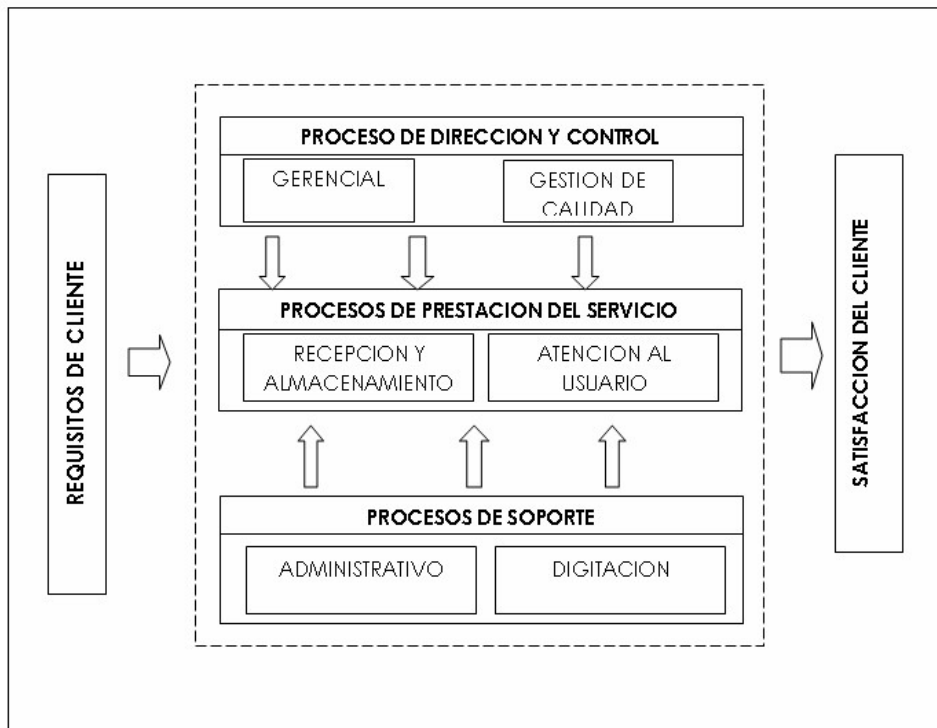 REQUISITOS DE CLIENTE
PROCESO DE DIRECCION Y CONTROL
GERENCIAL
GESTION DE
CALIDAD
PROCESOS DE PRESTACION DEL SERVICIO
RECEPCION Y
ALMACENAMIENTO
ATENCION AL
USUARIO
PROCESOS DE SOPORTE
ADMINISTRATIVO
DIGITACION
SATISFACCION DEL CLIENTE